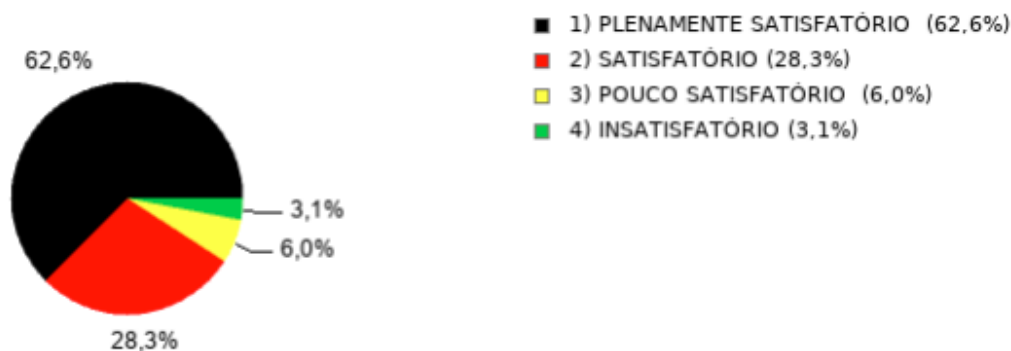 62,6%
3,1%
6,0%
28,3%
1) PLENAMENTE SATISFATÓRIO (62,6%)
2) SATISFATÓRIO (28,3%)
3) POUCO SATISFATÓRIO (6,0%)
4) INSATISFATÓRIO (3,1%)